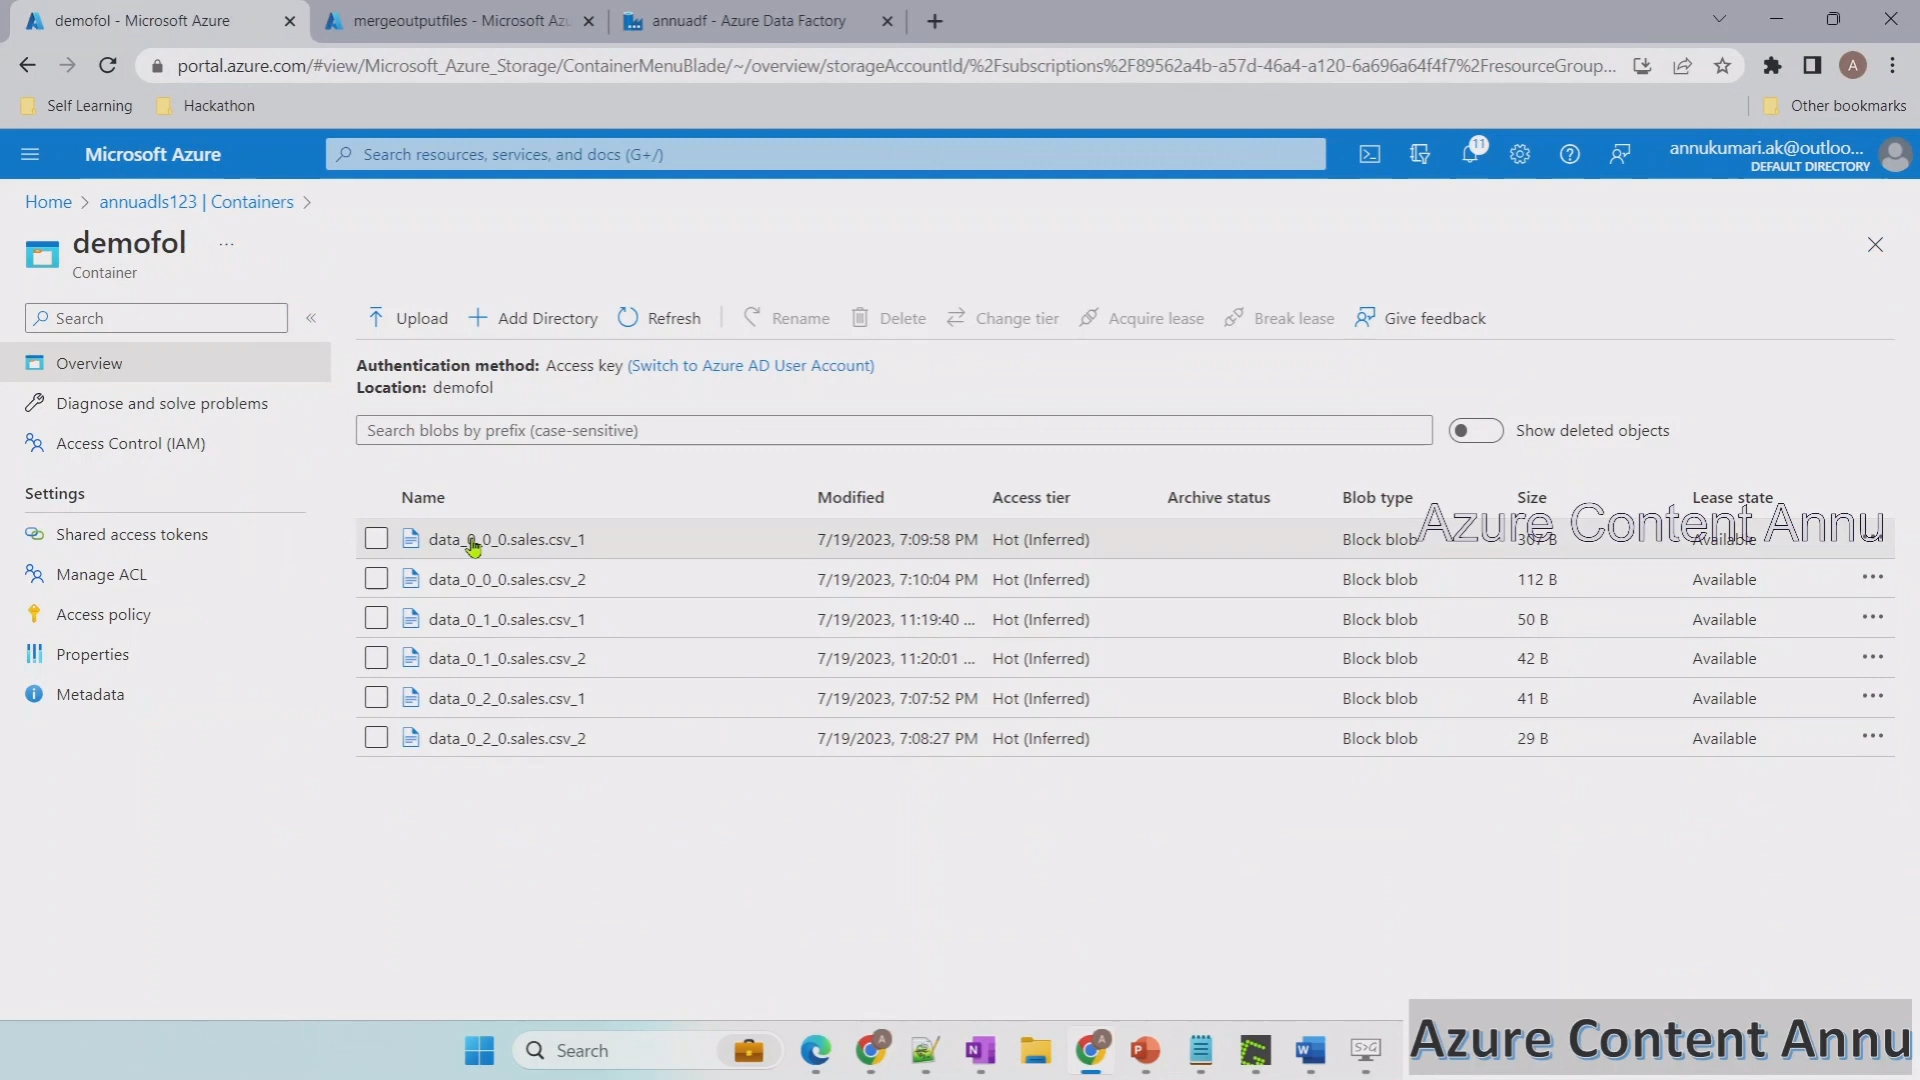 demofol - Microsoft Azure
mergeoutputfiles - Microsoft Azu
annuadf - Azure Data Factory
portal.azure.com/#view/Microsoft_Azure_Storage/ContainerMenuBlade/~/overview/storageAccountId/%2Fsubscriptions%2F89562a4b-a57d-46a4-a120-6a696a64f4f7%2FresourceGroup...
A
Self Learning
Hackathon
Other bookmarks
Microsoft Azure
Search resources, services, and docs (G+/)
11
annukumari.ak@outloo...
DEFAULT DIRECTORY
Home > annuadls123 | Containers >
demofol ...
Container
Search
Upload
Add Directory
Refresh
Rename
Delete
Change tier
Acquire lease
Break lease
Give feedback
Overview
Diagnose and solve problems
Access Control (IAM)
Settings
Shared access tokens
Manage ACL
Access policy
Properties
Metadata
Authentication method: Access key (Switch to Azure AD User Account)
Location: demofol
Search blobs by prefix (case-sensitive)
Show deleted objects
Name Modified Access tier Archive status Blob type Size Lease state
data_0_0_0.sales.csv_1 7/19/2023, 7:09:58 PM Hot (Inferred) Block blob 307 B Available
Azure Content Annu
data_0_0_0.sales.csv_2 7/19/2023, 7:10:04 PM Hot (Inferred) Block blob 112 B Available
data_0_1_0.sales.csv_1 7/19/2023, 11:19:40 ... Hot (Inferred) Block blob 50 B Available
data_0_1_0.sales.csv_2 7/19/2023, 11:20:01 ... Hot (Inferred) Block blob 42 B Available
data_0_2_0.sales.csv_1 7/19/2023, 7:07:52 PM Hot (Inferred) Block blob 41 B Available
data_0_2_0.sales.csv_2 7/19/2023, 7:08:27 PM Hot (Inferred) Block blob 29 B Available
Search
Azure Content Annu